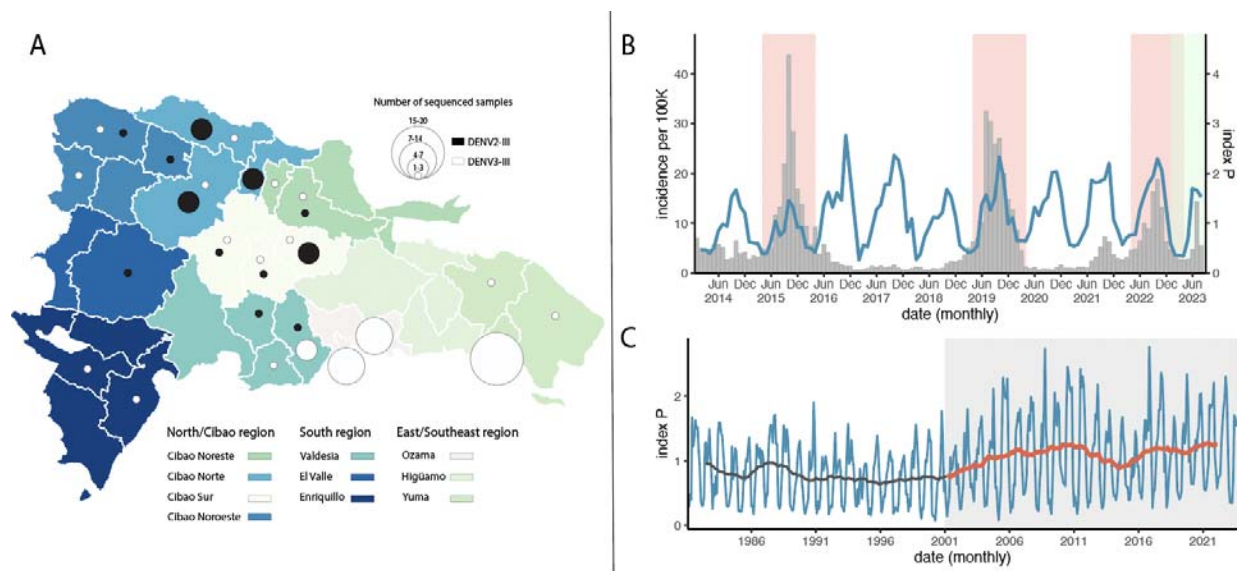 A
Number of sequenced samples
15-20
7-14
4-7
1-3
DENV2-III
DENV3-III
North/Cibao region
South region
East/Southeast region
Cibao Noreste
Valdesia
Ozama
Cibao Norte
El Valle
Higüamo
Cibao Sur
Enriquillo
Yuma
Cibao Noroeste
B
incidence per 100K
40
30
20
10
0
4
3
2
1
0
index P
Jun Dec Jun Dec Jun Dec Jun Dec Jun Dec Jun Dec Jun Dec Jun Dec Jun Dec Jun
2014 2015 2016 2017 2018 2019 2020 2021 2022 2023
date (monthly)
C
index P
2
1
0
1986 1991 1996 2001 2006 2011 2016 2021
date (monthly)